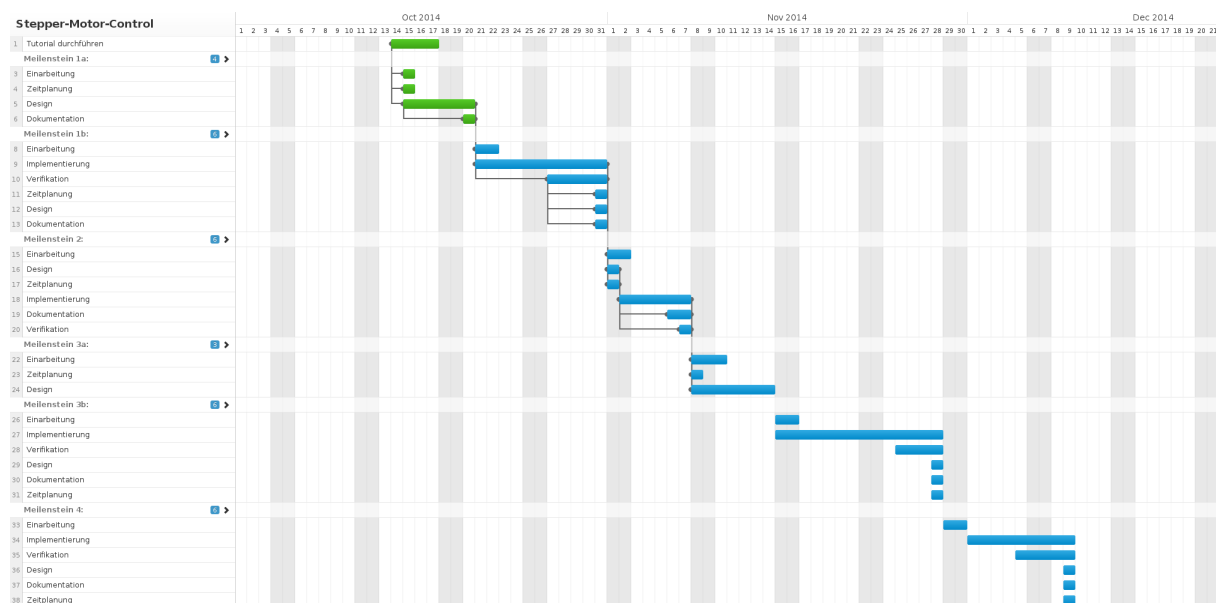 Stepper-Motor-Control
Oct 2014 Nov 2014 Dec 2014
1 2 3 4 5 6 7 8 9 10 11 12 13 14 15 16 17 18 19 20 21 22 23 24 25 26 27 28 29 30 31 1 2 3 4 5 6 7 8 9 10 11 12 13 14 15 16 17 18 19 20 21 22 23 24 25 26 27 28 29 30 1 2 3 4 5 6 7 8 9 10 11 12 13 14 15 16 17 18 19 20 21
1 Tutorial durchführen
Meilenstein 1a: 4
3 Einarbeitung
4 Zeitplanung
5 Design
6 Dokumentation
Meilenstein 1b: 6
8 Einarbeitung
9 Implementierung
10 Verifikation
11 Zeitplanung
12 Design
13 Dokumentation
Meilenstein 2: 6
15 Einarbeitung
16 Design
17 Zeitplanung
18 Implementierung
19 Dokumentation
20 Verifikation
Meilenstein 3a: 3
22 Einarbeitung
23 Zeitplanung
24 Design
Meilenstein 3b: 6
26 Einarbeitung
27 Implementierung
28 Verifikation
29 Design
30 Dokumentation
31 Zeitplanung
Meilenstein 4: 6
33 Einarbeitung
34 Implementierung
35 Verifikation
36 Design
37 Dokumentation
38 Zeitplanung